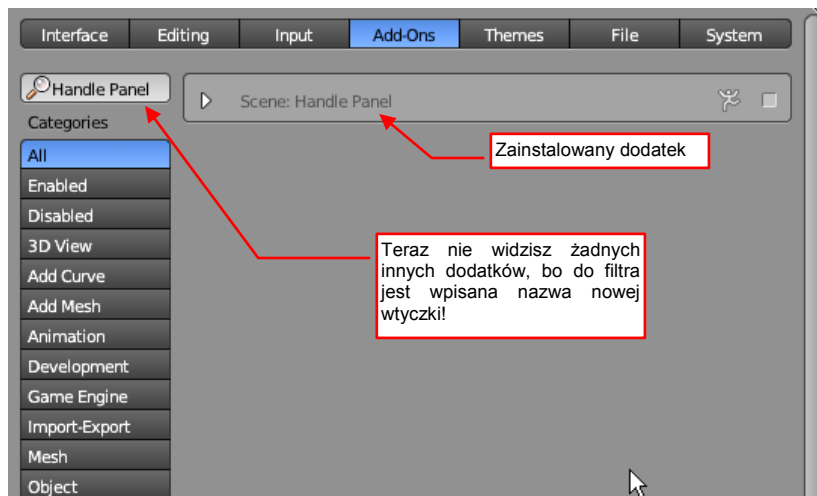 Interface Editing Input Add-Ons Themes File System
Handle Panel
Scene: Handle Panel
Categories
Zainstalowany dodatek
All
Enabled
Disabled
3D View
Add Curve
Add Mesh
Animation
Development
Game Engine
Import-Export
Mesh
Object
Teraz nie widzisz żadnych
innych dodatków, bo do filtra
jest wpisana nazwa nowej
wtyczki!